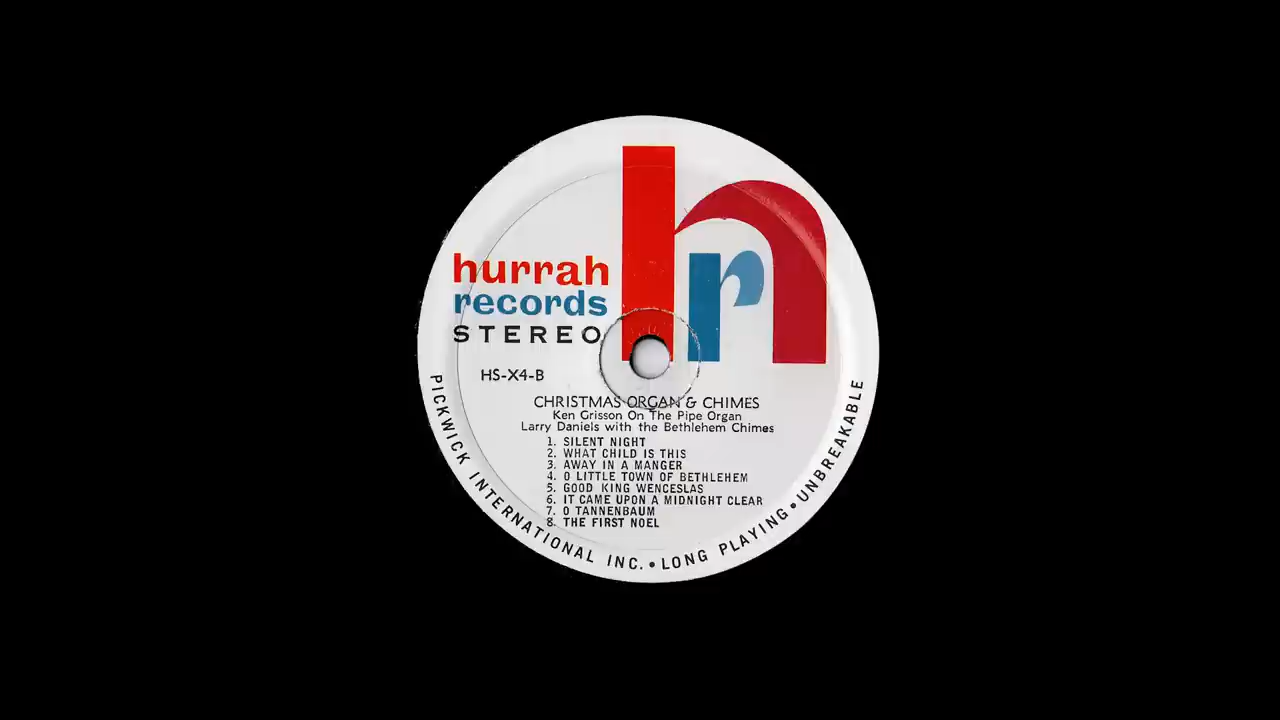 hr
hurrah
records
STEREO
HS-X4-B
CHRISTMAS ORGAN & CHIMES
Ken Grisson On The Pipe Organ
Larry Daniels with the Bethlehem Chimes
1. SILENT NIGHT
2. WHAT CHILD IS THIS
3. AWAY IN A MANGER
4. O LITTLE TOWN OF BETHLEHEM
5. GOOD KING WENCESLAS
6. IT CAME UPON A MIDNIGHT CLEAR
7. O TANNENBAUM
8. THE FIRST NOEL
PICKWICK INTERNATIONAL INC. • LONG PLAYING • UNBREAKABLE